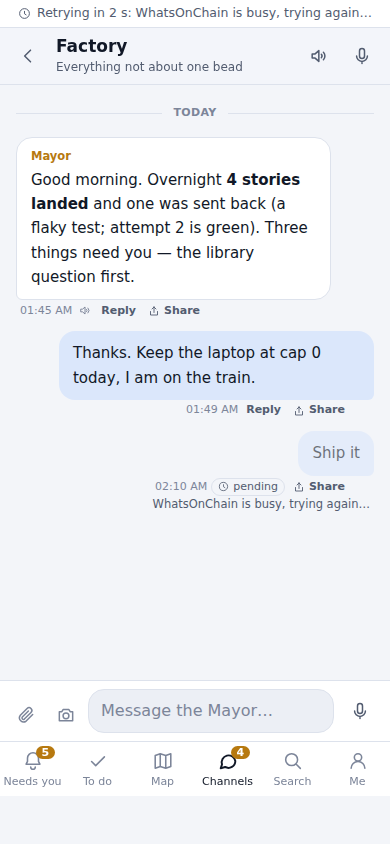 Retrying in 2 s: WhatsOnChain is busy, trying again…
Factory
Everything not about one bead
TODAY
Mayor
Good morning. Overnight 4 stories
landed and one was sent back (a
flaky test; attempt 2 is green). Three
things need you — the library
question first.
01:45 AM Reply Share
Thanks. Keep the laptop at cap 0
today, I am on the train.
01:49 AM Reply Share
Ship it
02:10 AM pending Share
WhatsOnChain is busy, trying again…
Message the Mayor…
5 4
Needs you To do Map Channels Search Me